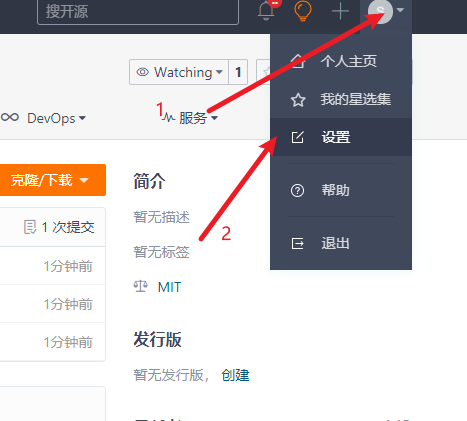 搜开源
S
Watching
1
个人主页
我的星选集
DevOps
1
服务
设置
克隆/下载
简介
帮助
暂无描述
1 次提交
2
退出
暂无标签
1分钟前
MIT
1分钟前
1分钟前
发行版
暂无发行版， 创建